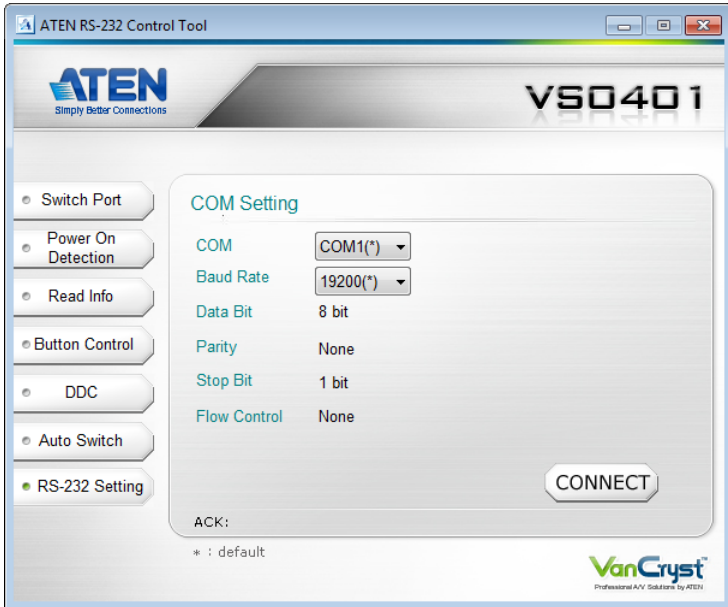 ATEN RS-232 Control Tool
ATEN
Simply Better Connections
VS0401
Switch Port
Power On
Detection
Read Info
Button Control
DDC
Auto Switch
RS-232 Setting
COM Setting
COM COM1(*)
Baud Rate 19200(*)
Data Bit 8 bit
Parity None
Stop Bit 1 bit
Flow Control None
CONNECT
ACK:
* : default
VanCryst™
Professional A/V Solutions by ATEN